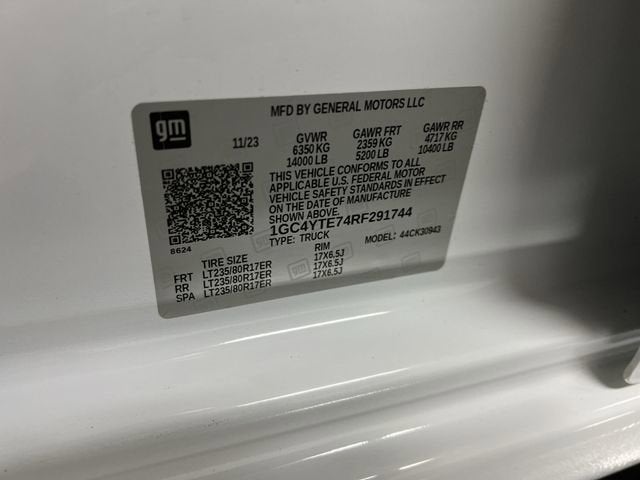 gm
MFD BY GENERAL MOTORS LLC
11/23 GVWR GAWR FRT GAWR RR
6350 KG 2359 KG 4717 KG
14000 LB 5200 LB 10400 LB
THIS VEHICLE CONFORMS TO ALL
APPLICABLE U.S. FEDERAL MOTOR
VEHICLE SAFETY STANDARDS IN EFFECT
ON THE DATE OF MANUFACTURE
SHOWN ABOVE.
1GC4YTE74RF291744
8624
TYPE: TRUCK MODEL: 44CK30943
TIRE SIZE RIM
FRT LT235/80R17ER 17X6.5J
RR LT235/80R17ER 17X6.5J
SPA LT235/80R17ER 17X6.5J